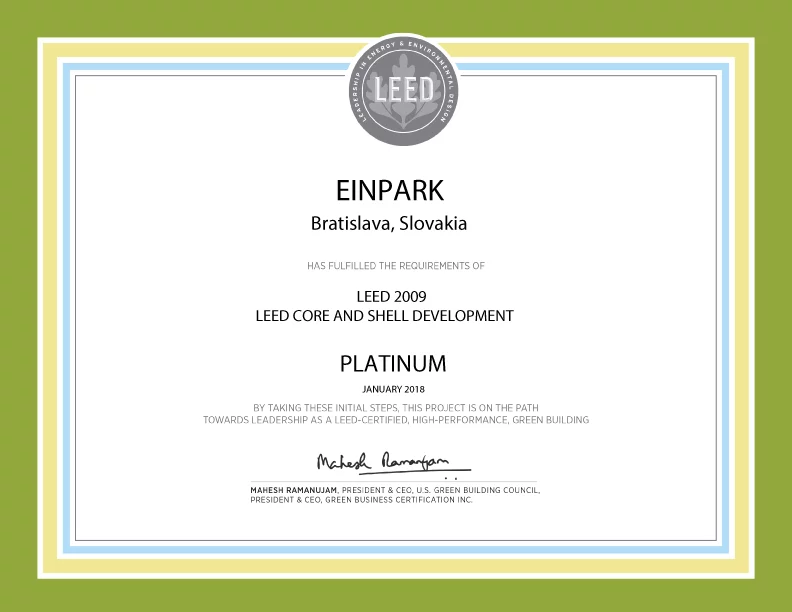 LEADERSHIP IN ENERGY & ENVIRONMENTAL DESIGN
LEED
EINPARK
Bratislava, Slovakia
HAS FULFILLED THE REQUIREMENTS OF
LEED 2009
LEED CORE AND SHELL DEVELOPMENT
PLATINUM
JANUARY 2018
BY TAKING THESE INITIAL STEPS, THIS PROJECT IS ON THE PATH
TOWARDS LEADERSHIP AS A LEED-CERTIFIED, HIGH-PERFORMANCE, GREEN BUILDING
Mahesh Ramanujam
MAHESH RAMANUJAM, PRESIDENT & CEO, U.S. GREEN BUILDING COUNCIL,
PRESIDENT & CEO, GREEN BUSINESS CERTIFICATION INC.